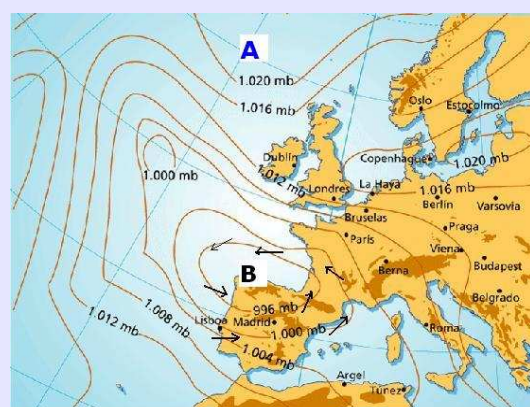 A
1.020 mb
1.016 mb
Oslo
Estocolmo
Dublín
1.012 mb
Copenhague
1.020 mb
1.000 mb
Londres
La Haya
1.016 mb
Berlín
Varsovia
Bruselas
París
Praga
Viena
Budapest
Berna
B
Belgrado
1.008 mb
996 mb
1.012 mb
Lisboa
Madrid
1.000 mb
Roma
1.004 mb
Argel
Túnez